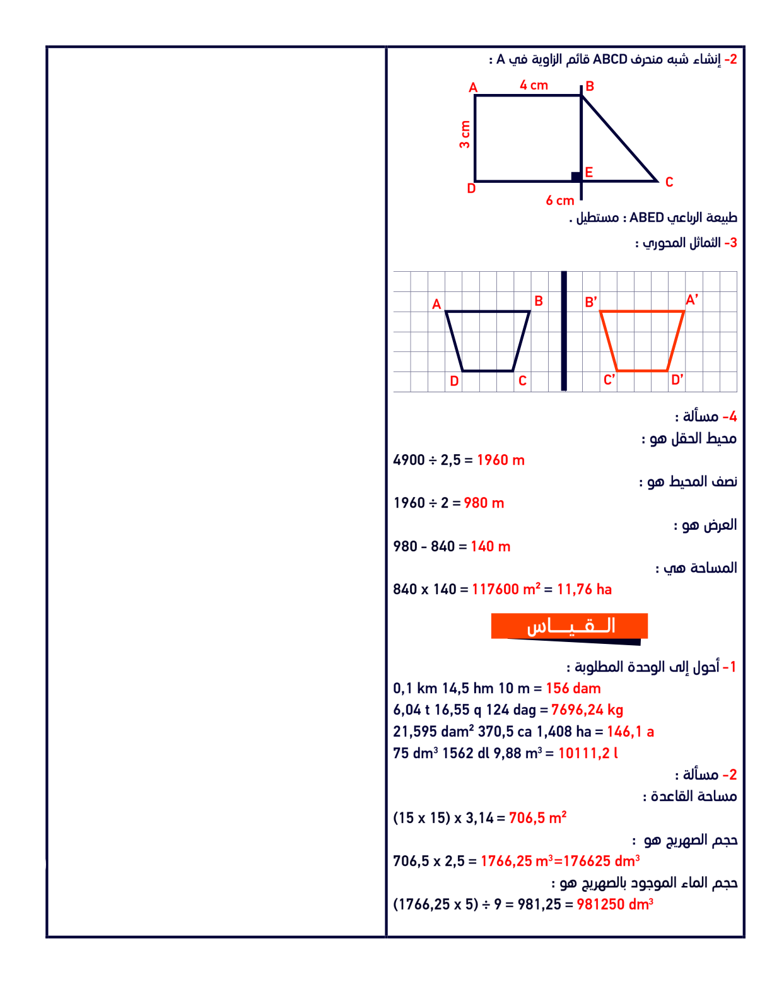 2- إنشاء شبه منحرف ABCD قائم الزاوية في A :
A
4 cm
B
3 cm
E
D
C
6 cm
طبيعة الرباعي ABED : مستطيل .
3- التماثل المحوري :
A
B
B’
A’
D
C
C’
D’
4- مسألة :
محيط الحقل هو :
4900 ÷ 2,5 = 1960 m
نصف المحيط هو :
1960 ÷ 2 = 980 m
العرض هو :
980 - 840 = 140 m
المساحة هي :
840 x 140 = 117600 m² = 11,76 ha
الــقــيــــاس
1- أحول إلى الوحدة المطلوبة :
0,1 km 14,5 hm 10 m = 156 dam
6,04 t 16,55 q 124 dag = 7696,24 kg
21,595 dam² 370,5 ca 1,408 ha = 146,1 a
75 dm³ 1562 dl 9,88 m³ = 10111,2 l
2- مسألة :
مساحة القاعدة :
(15 x 15) x 3,14 = 706,5 m²
حجم الصهريج هو :
706,5 x 2,5 = 1766,25 m³=176625 dm³
حجم الماء الموجود بالصهريج هو :
(1766,25 x 5) ÷ 9 = 981,25 = 981250 dm³